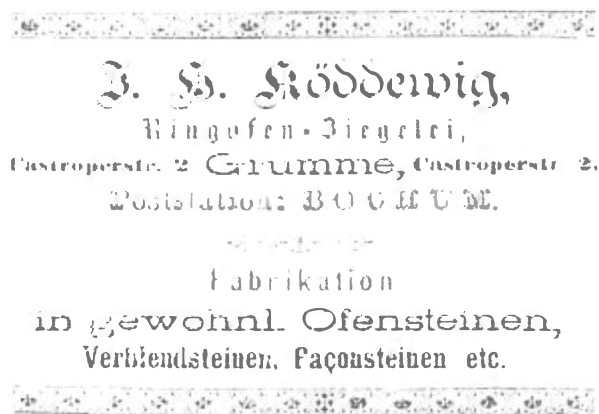 J. H. Köddewig,
Ringofen-Ziegelei,
Castroperstr. 2 Grumme, Castroperstr. 2.
Poststation: BOCHUM.
Fabrikation
in gewöhnl. Ofensteinen,
Verblendsteinen, Façonsteinen etc.